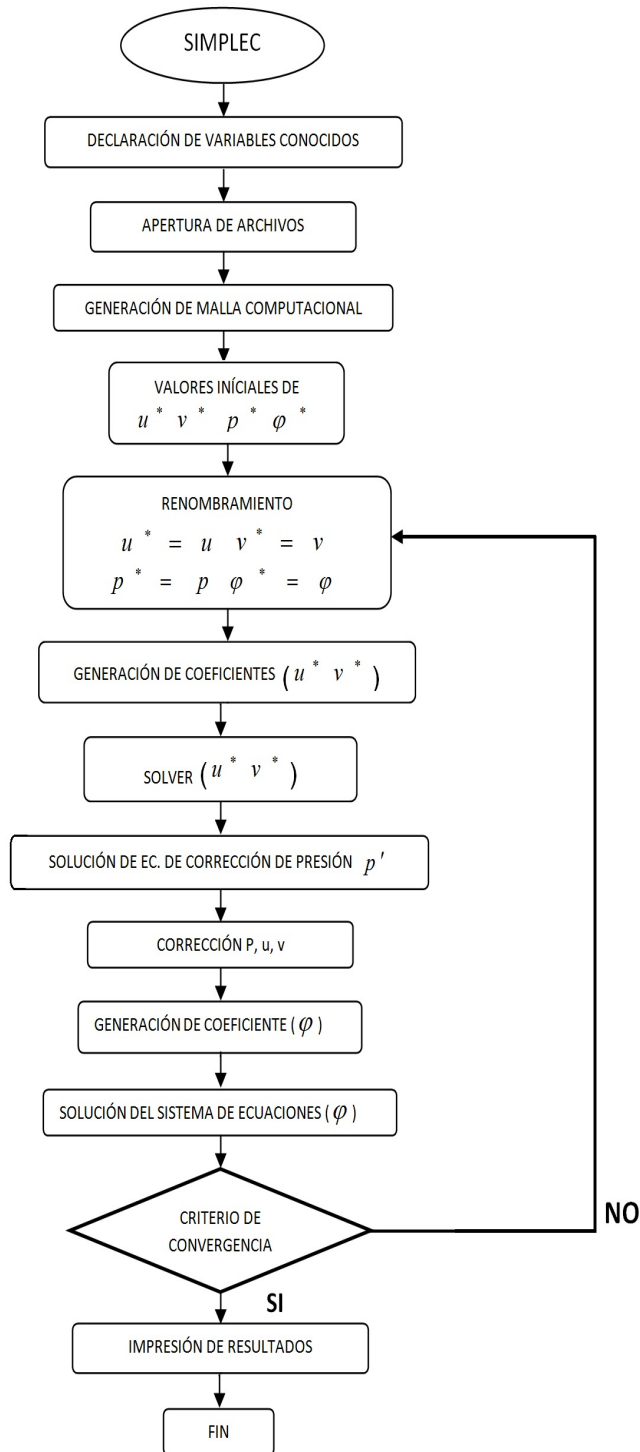 SIMPLEC
DECLARACIÓN DE VARIABLES CONOCIDOS
APERTURA DE ARCHIVOS
GENERACIÓN DE MALLA COMPUTACIONAL
VALORES INÍCIALES DE
u * v * p * φ *
RENOMBRAMIENTO
u * = u v * = v
p * = p φ * = φ
GENERACIÓN DE COEFICIENTES ( u * v * )
SOLVER ( u * v * )
SOLUCIÓN DE EC. DE CORRECCIÓN DE PRESIÓN p'
CORRECCIÓN P, u, v
GENERACIÓN DE COEFICIENTE ( φ )
SOLUCIÓN DEL SISTEMA DE ECUACIONES ( φ )
CRITERIO DE
CONVERGENCIA
NO
SI
IMPRESIÓN DE RESULTADOS
FIN